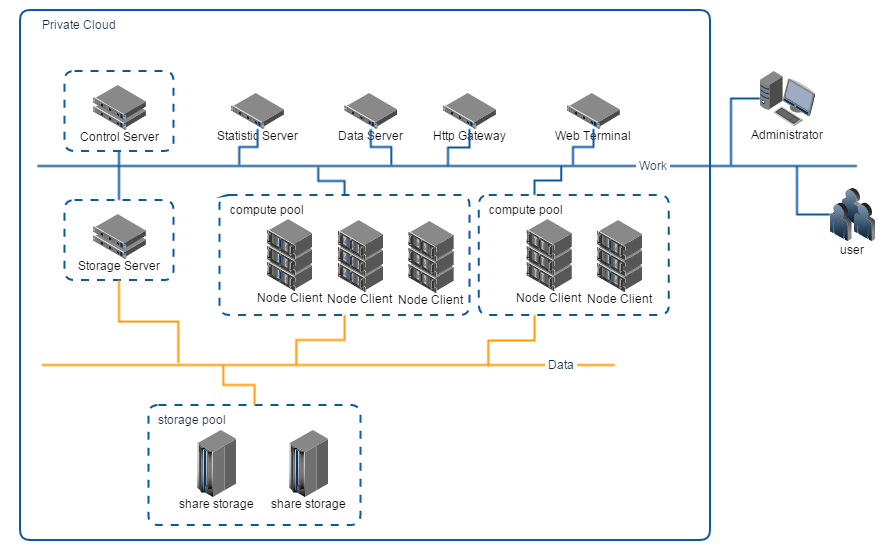 Private Cloud
Control Server
Statistic Server
Data Server
Http Gateway
Web Terminal
Administrator
Work
Storage Server
compute pool
Node Client
Node Client
Node Client
compute pool
Node Client
Node Client
user
Data
storage pool
share storage
share storage